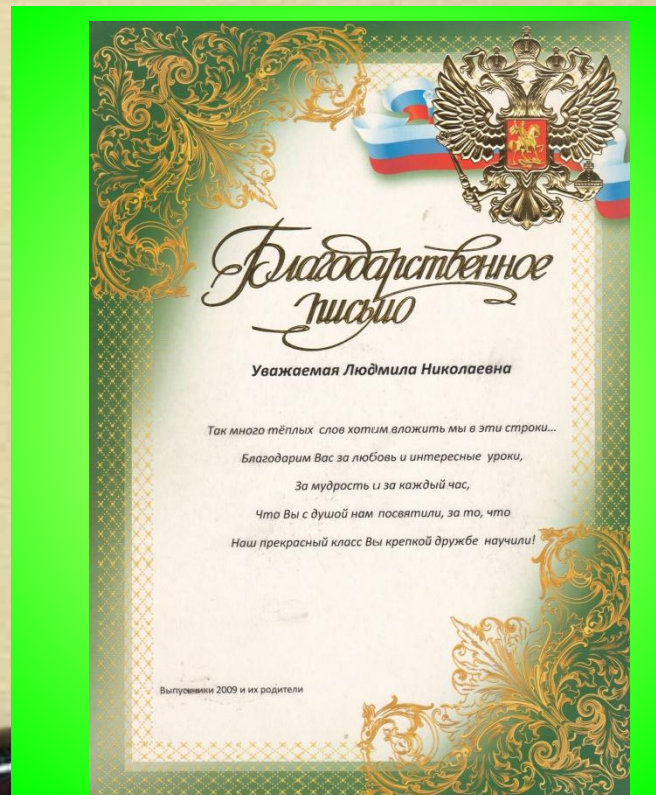 Благодарственное
письмо
Уважаемая Людмила Николаевна
Так много тёплых слов хотим вложить мы в эти строки...
Благодарим Вас за любовь и интересные уроки,
За мудрость и за каждый час,
Что Вы с душой нам посвятили, за то, что
Наш прекрасный класс Вы крепкой дружбе научили!
Выпускники 2009 и их родители